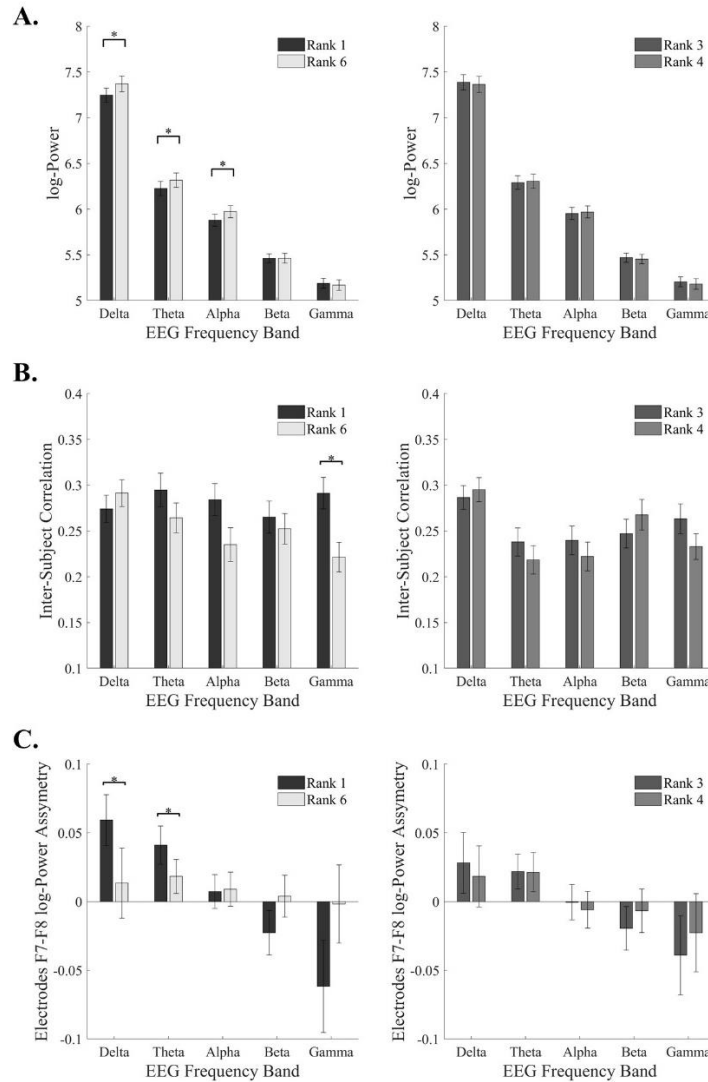 A.
8
7.5
7
6.5
6
5.5
5
log-Power
*
*
*
Rank 1
Rank 6
Delta Theta Alpha Beta Gamma
EEG Frequency Band
8
7.5
7
6.5
6
5.5
5
log-Power
Rank 3
Rank 4
Delta Theta Alpha Beta Gamma
EEG Frequency Band
B.
0.4
0.35
0.3
0.25
0.2
0.15
0.1
Inter-Subject Correlation
Rank 1
Rank 6
*
Delta Theta Alpha Beta Gamma
EEG Frequency Band
0.4
0.35
0.3
0.25
0.2
0.15
0.1
Inter-Subject Correlation
Rank 3
Rank 4
Delta Theta Alpha Beta Gamma
EEG Frequency Band
C.
0.1
0.05
0
-0.05
-0.1
Electrodes F7-F8 log-Power Assymetry
*
*
Rank 1
Rank 6
Delta Theta Alpha Beta Gamma
EEG Frequency Band
0.1
0.05
0
-0.05
-0.1
Electrodes F7-F8 log-Power Assymetry
Rank 3
Rank 4
Delta Theta Alpha Beta Gamma
EEG Frequency Band